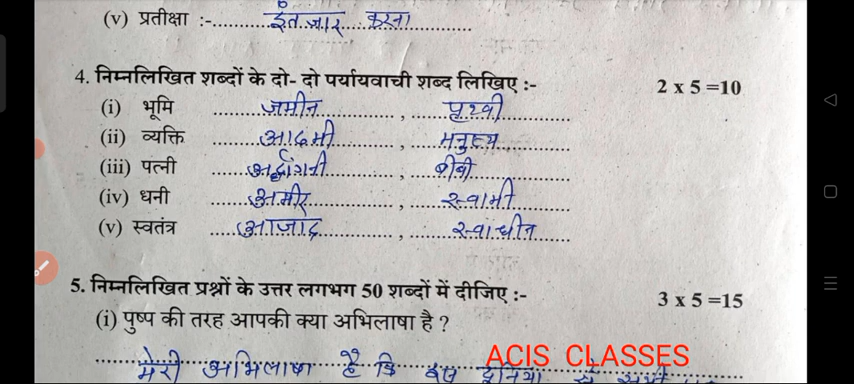 (v) प्रतीक्षा :-......इंतजार....करना..........
4. निम्नलिखित शब्दों के दो- दो पर्यायवाची शब्द लिखिए :- 2 x 5 =10
(i) भूमि ........जमीन............ , ......पृथ्वी..........
(ii) व्यक्ति ........आदमी.......... , .....मनुष्य..........
(iii) पत्नी ......अर्द्धांगनी.......... , .....बीबी..........
(iv) धनी .......अमीर............ , ......स्वामी.........
(v) स्वतंत्र ....आजाद............ , .......स्वाधीन......
5. निम्नलिखित प्रश्नों के उत्तर लगभग 50 शब्दों में दीजिए :- 3 x 5 =15
(i) पुष्प की तरह आपकी क्या अभिलाषा है ?
ACIS CLASSES
मेरी अभिलाषा है कि इस दुनिया